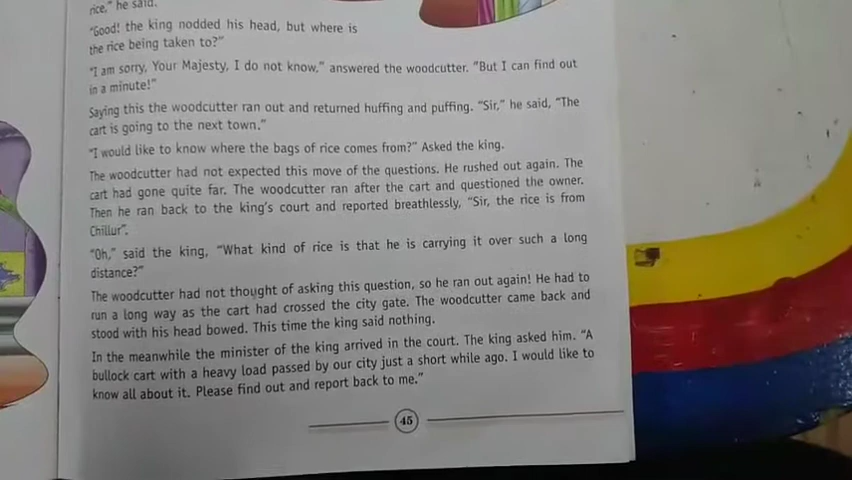 rice," he said.
"Good! the king nodded his head, but where is
the rice being taken to?"
"I am sorry, Your Majesty, I do not know," answered the woodcutter. "But I can find out
in a minute!"
Saying this the woodcutter ran out and returned huffing and puffing. "Sir," he said, "The
cart is going to the next town."
"I would like to know where the bags of rice comes from?" Asked the king.
The woodcutter had not expected this move of the questions. He rushed out again. The
cart had gone quite far. The woodcutter ran after the cart and questioned the owner.
Then he ran back to the king's court and reported breathlessly, "Sir, the rice is from
Chillur".
"Oh," said the king, "What kind of rice is that he is carrying it over such a long
distance?"
The woodcutter had not thought of asking this question, so he ran out again! He had to
run a long way as the cart had crossed the city gate. The woodcutter came back and
stood with his head bowed. This time the king said nothing.
In the meanwhile the minister of the king arrived in the court. The king asked him. "A
bullock cart with a heavy load passed by our city just a short while ago. I would like to
know all about it. Please find out and report back to me."
45